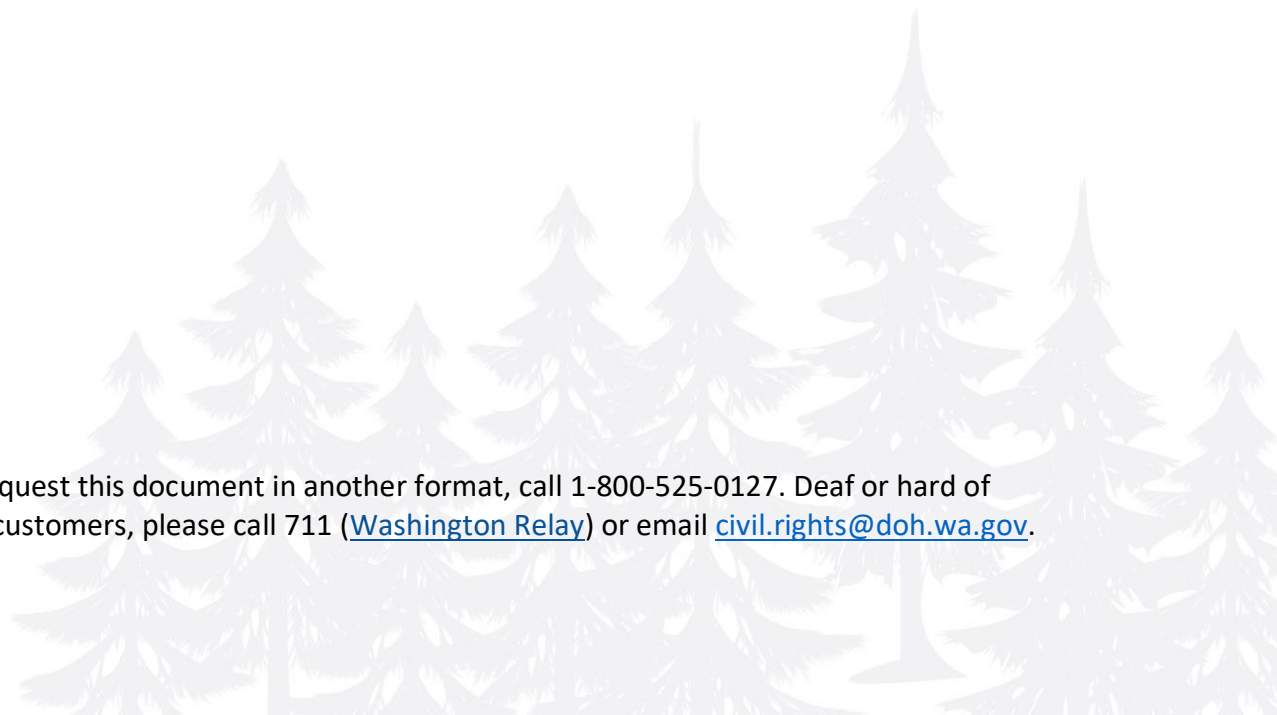 quest this document in another format, call 1-800-525-0127. Deaf or hard of
customers, please call 711 (Washington Relay) or email civil.rights@doh.wa.gov.